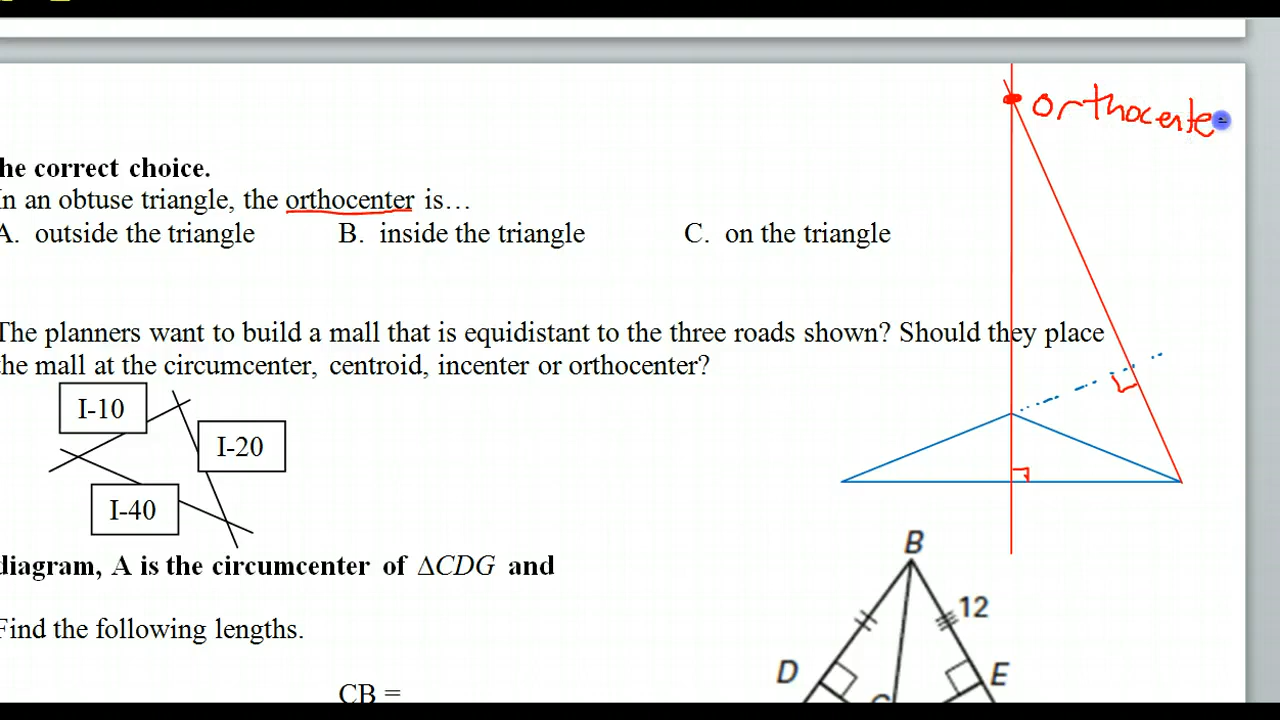 orthocente
he correct choice.
In an obtuse triangle, the orthocenter is…
A. outside the triangle B. inside the triangle C. on the triangle
The planners want to build a mall that is equidistant to the three roads shown? Should they place
the mall at the circumcenter, centroid, incenter or orthocenter?
I-10
I-20
I-40
diagram, A is the circumcenter of ΔCDG and
B
12
Find the following lengths.
D
E
CB =